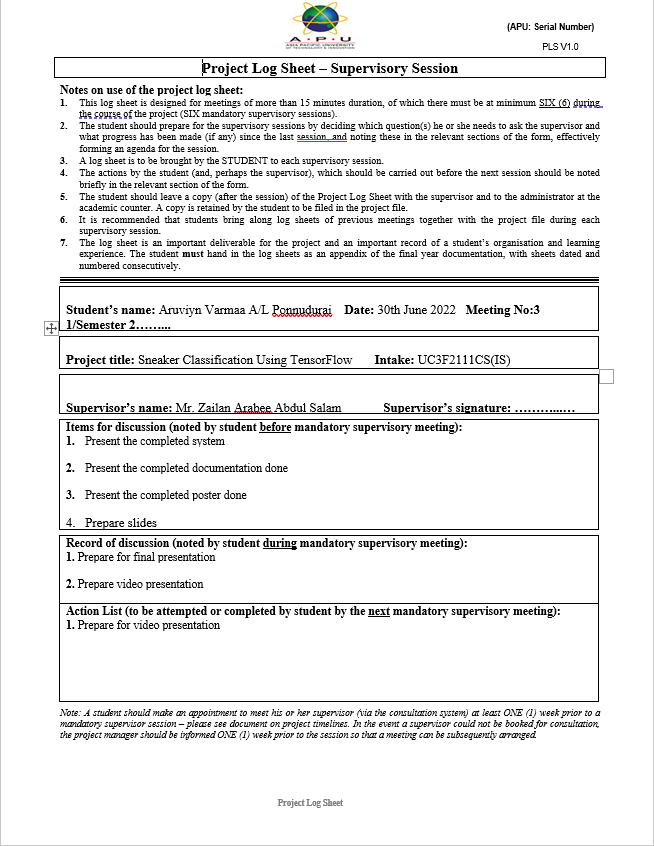 A · P · U
ASIA PACIFIC UNIVERSITY
OF TECHNOLOGY & INNOVATION
(APU: Serial Number)
PLS V1.0
Project Log Sheet – Supervisory Session
Notes on use of the project log sheet:
1. This log sheet is designed for meetings of more than 15 minutes duration, of which there must be at minimum SIX (6) during
the course of the project (SIX mandatory supervisory sessions).
2. The student should prepare for the supervisory sessions by deciding which question(s) he or she needs to ask the supervisor and
what progress has been made (if any) since the last session, and noting these in the relevant sections of the form, effectively
forming an agenda for the session.
3. A log sheet is to be brought by the STUDENT to each supervisory session.
4. The actions by the student (and, perhaps the supervisor), which should be carried out before the next session should be noted
briefly in the relevant section of the form.
5. The student should leave a copy (after the session) of the Project Log Sheet with the supervisor and to the administrator at the
academic counter. A copy is retained by the student to be filed in the project file.
6. It is recommended that students bring along log sheets of previous meetings together with the project file during each
supervisory session.
7. The log sheet is an important deliverable for the project and an important record of a student's organisation and learning
experience. The student must hand in the log sheets as an appendix of the final year documentation, with sheets dated and
numbered consecutively.
Student's name: Aruviyn Varmaa A/L Ponnudurai Date: 30th June 2022 Meeting No:3
1/Semester 2.........
Project title: Sneaker Classification Using TensorFlow Intake: UC3F2111CS(IS)
Supervisor's name: Mr. Zailan Arabee Abdul Salam Supervisor's signature: ……….…
Items for discussion (noted by student before mandatory supervisory meeting):
1. Present the completed system
2. Present the completed documentation done
3. Present the completed poster done
4. Prepare slides
Record of discussion (noted by student during mandatory supervisory meeting):
1. Prepare for final presentation
2. Prepare video presentation
Action List (to be attempted or completed by student by the next mandatory supervisory meeting):
1. Prepare for video presentation
Note: A student should make an appointment to meet his or her supervisor (via the consultation system) at least ONE (1) week prior to a
mandatory supervisor session – please see document on project timelines. In the event a supervisor could not be booked for consultation,
the project manager should be informed ONE (1) week prior to the session so that a meeting can be subsequently arranged.
Project Log Sheet